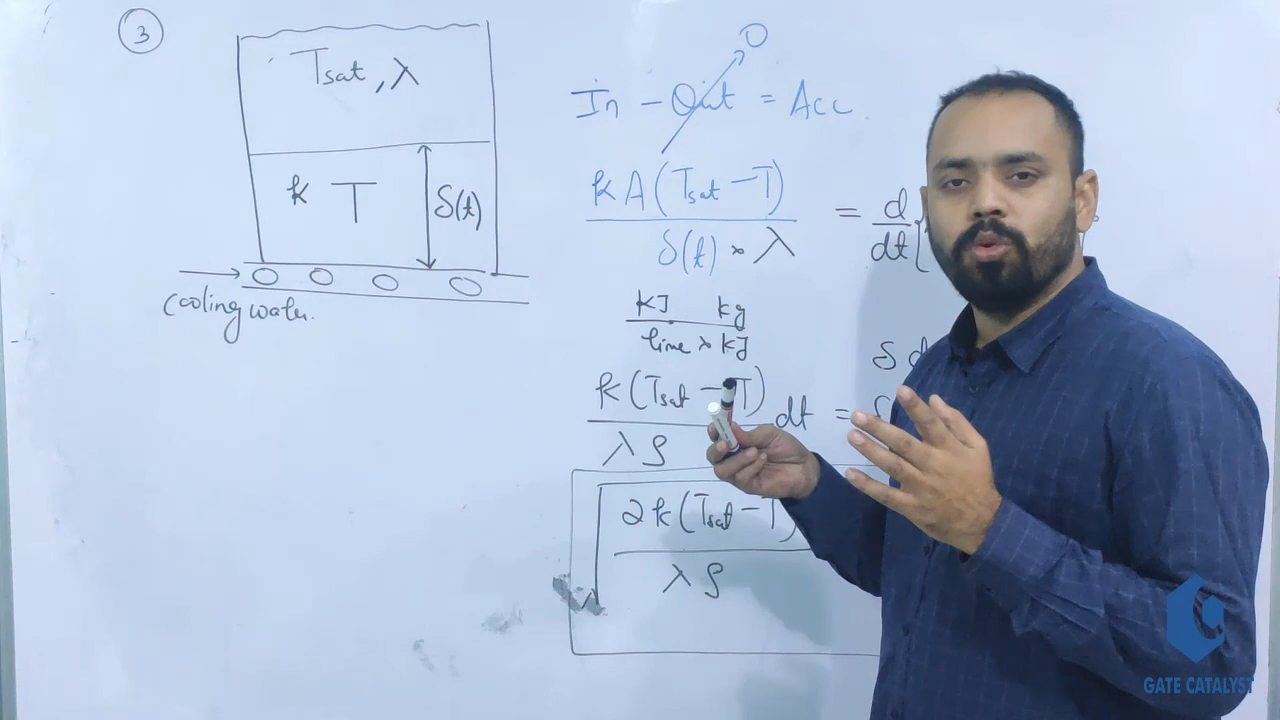 3
Tsat, λ
k T δ(t)
cooling water.
In - Out = Acc.
0
k A (Tsat - T) / δ(t) × λ = d/dt [
kJ kg / time × kJ
k (Tsat - T) / λ ρ dt = δ
δ d
√ 2k (Tsat - T) / λ ρ
GATE CATALYST